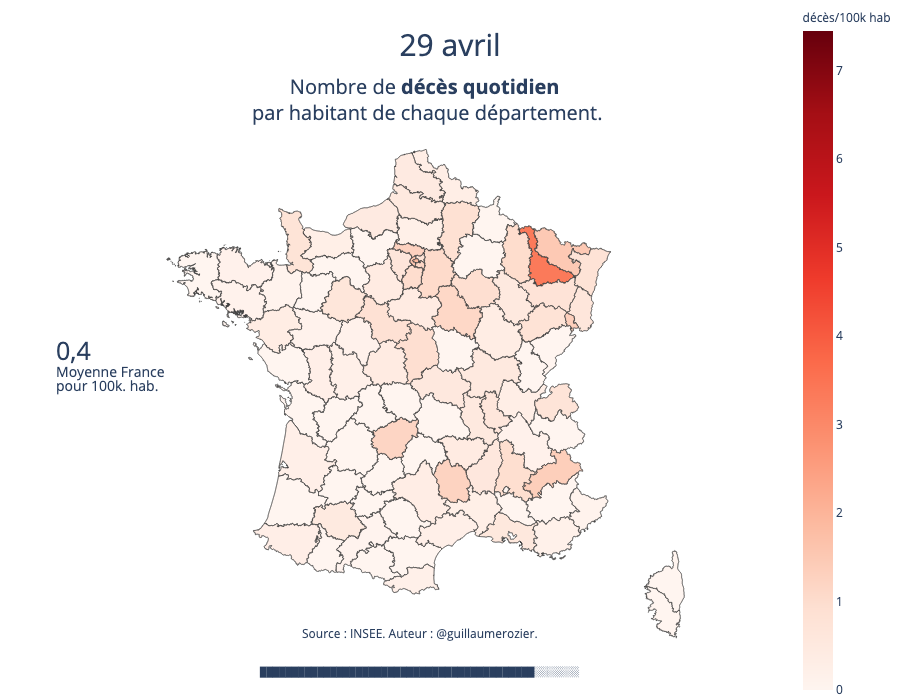 décès/100k hab
29 avril
Nombre de décès quotidien
par habitant de chaque département.
7
6
5
4
3
2
1
0
0,4
Moyenne France
pour 100k. hab.
Source : INSEE. Auteur : @guillaumerozier.